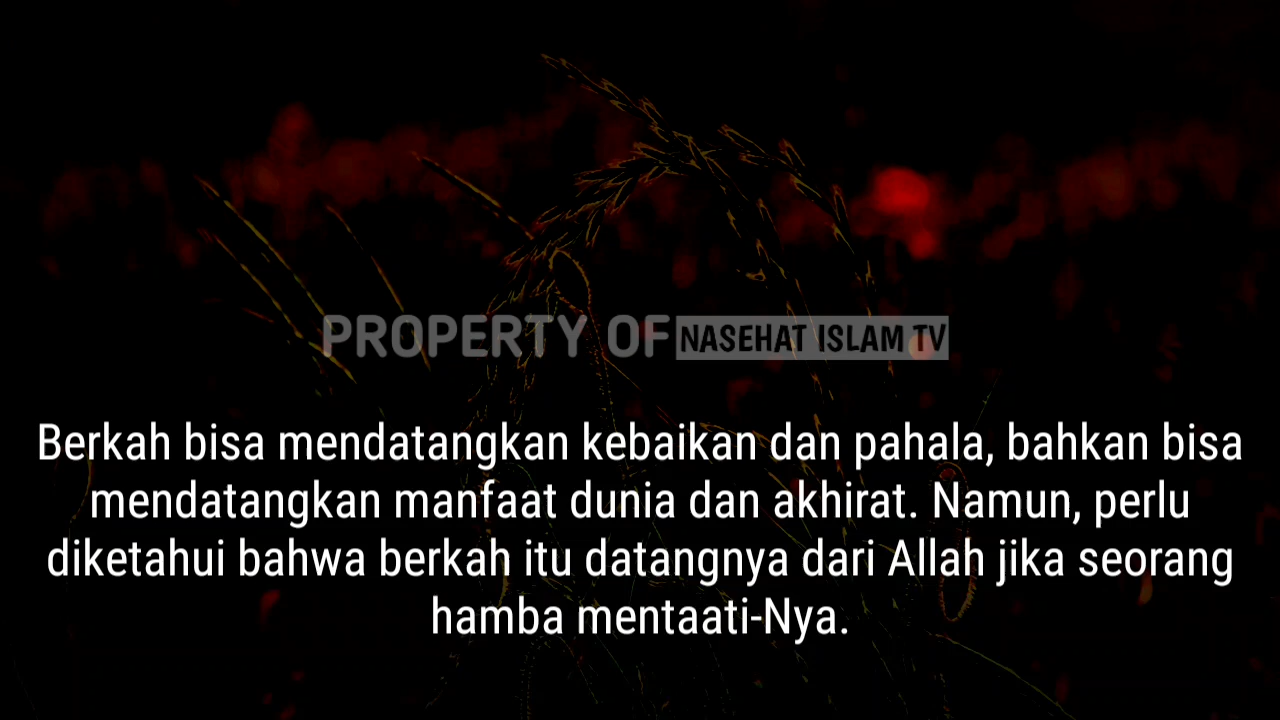 PROPERTY OF NASEHAT ISLAM TV
Berkah bisa mendatangkan kebaikan dan pahala, bahkan bisa
mendatangkan manfaat dunia dan akhirat. Namun, perlu
diketahui bahwa berkah itu datangnya dari Allah jika seorang
hamba mentaati-Nya.